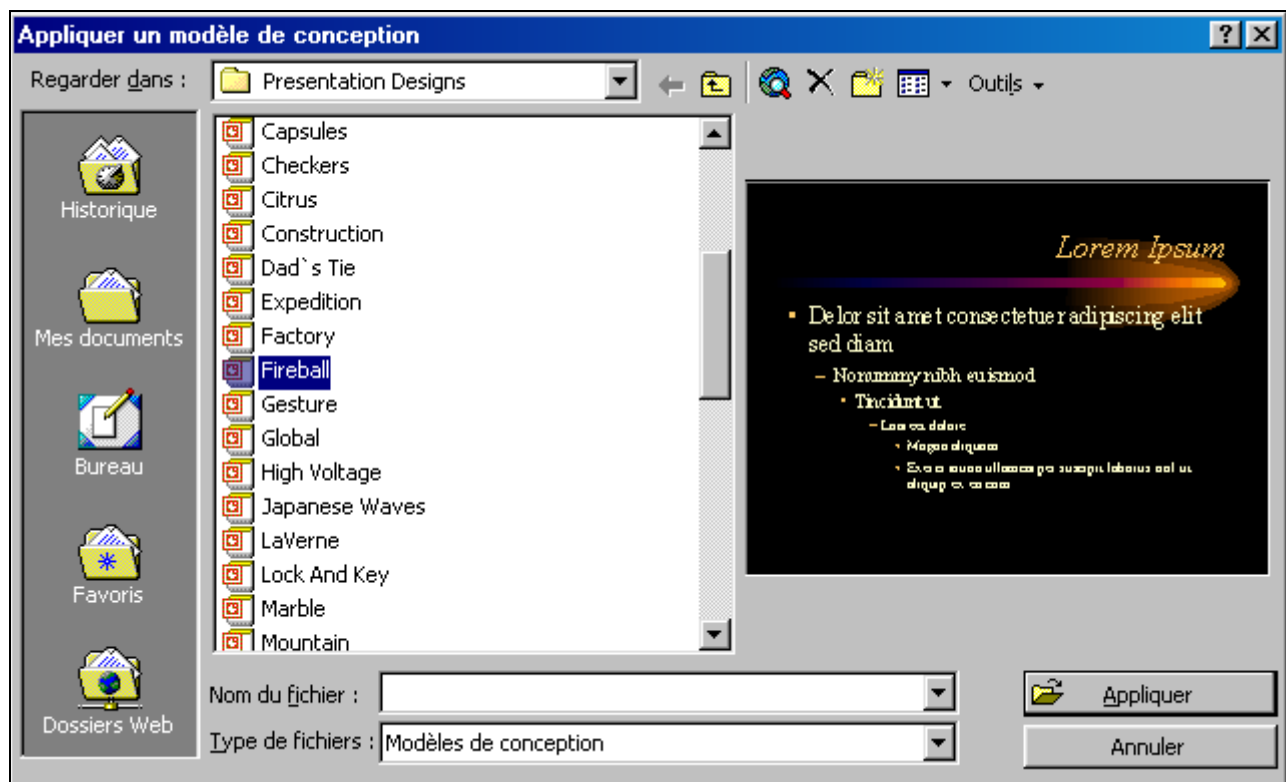 Appliquer un modèle de conception
Regarder dans :
Presentation Designs
Outils
Historique
Mes documents
Bureau
Favoris
Dossiers Web
Capsules
Checkers
Citrus
Construction
Dad`s Tie
Expedition
Factory
Fireball
Gesture
Global
High Voltage
Japanese Waves
LaVerne
Lock And Key
Marble
Mountain
Lorem Ipsum
Delor sit amet consectetuer adipiscing elit
sed diam
– Nonummy nibh euismod
Tincidunt ut
Magna aliquam
Nom du fichier :
Appliquer
Type de fichiers :
Modèles de conception
Annuler